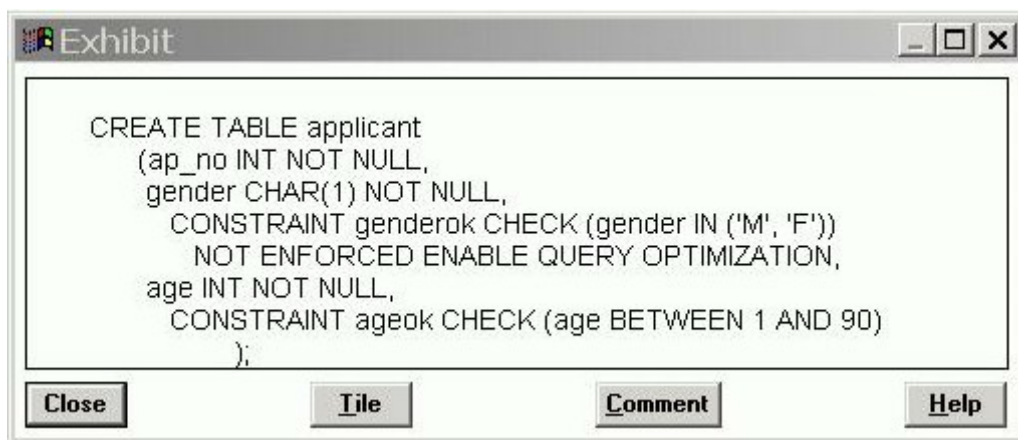 Exhibit
CREATE TABLE applicant
(ap_no INT NOT NULL,
gender CHAR(1) NOT NULL,
CONSTRAINT genderok CHECK (gender IN ('M', 'F'))
NOT ENFORCED ENABLE QUERY OPTIMIZATION,
age INT NOT NULL,
CONSTRAINT ageok CHECK (age BETWEEN 1 AND 90)
);
Close Tile Comment Help